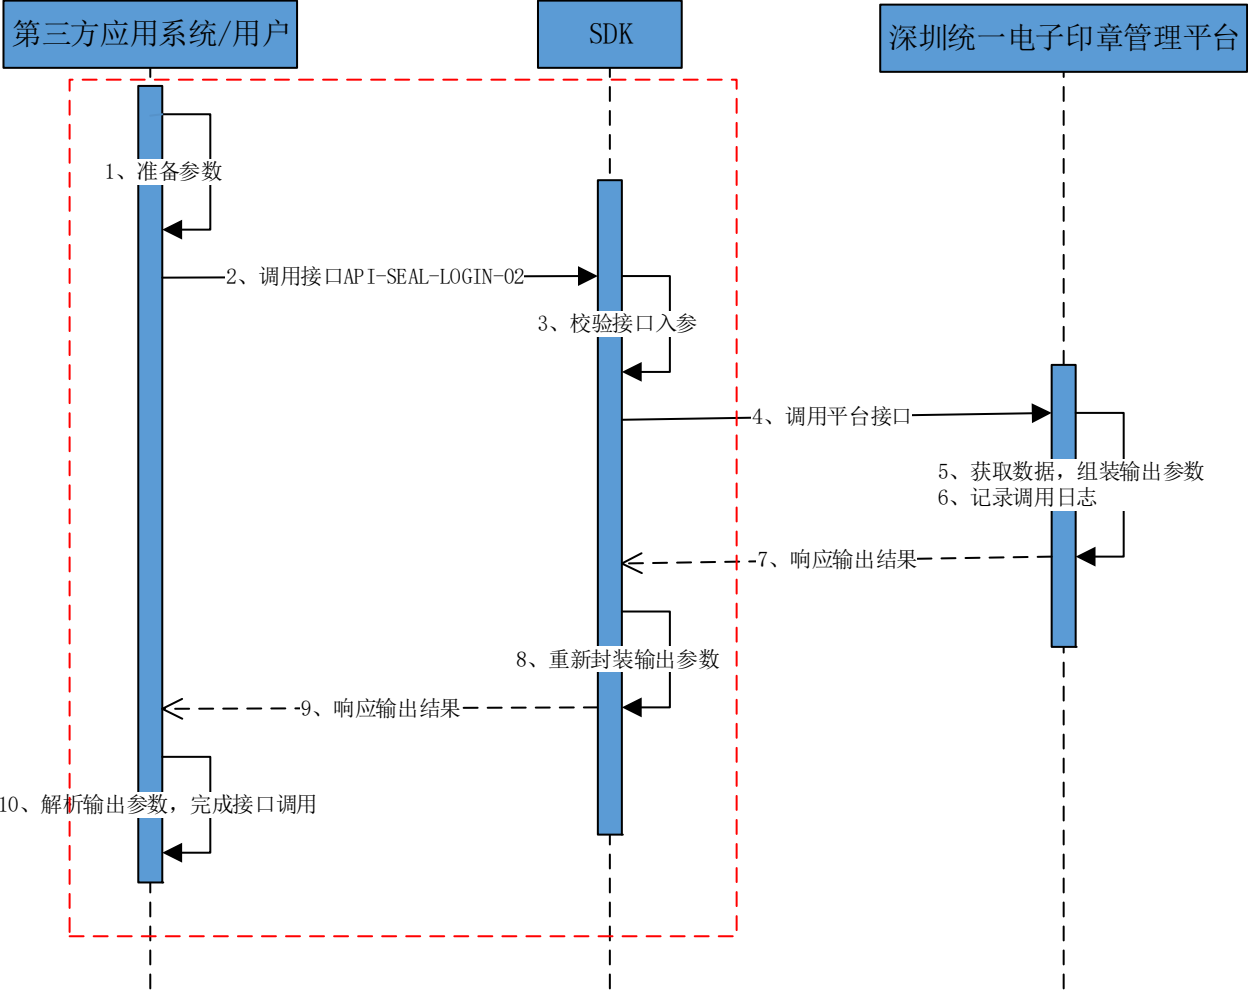 第三方应用系统/用户
SDK
深圳统一电子印章管理平台
1、准备参数
2、调用接口API-SEAL-LOGIN-02
3、校验接口入参
4、调用平台接口
5、获取数据，组装输出参数
6、记录调用日志
7、响应输出结果
8、重新封装输出参数
9、响应输出结果
10、解析输出参数，完成接口调用